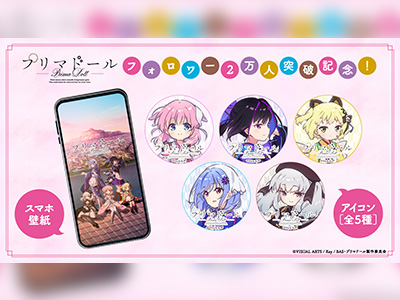 プリマドール
Prima Doll
フォロワー2万人突破記念!
スマホ
壁紙
アイコン
[全5種]
©VISUAL ARTS / Key / BAS・プリマドール製作委員会